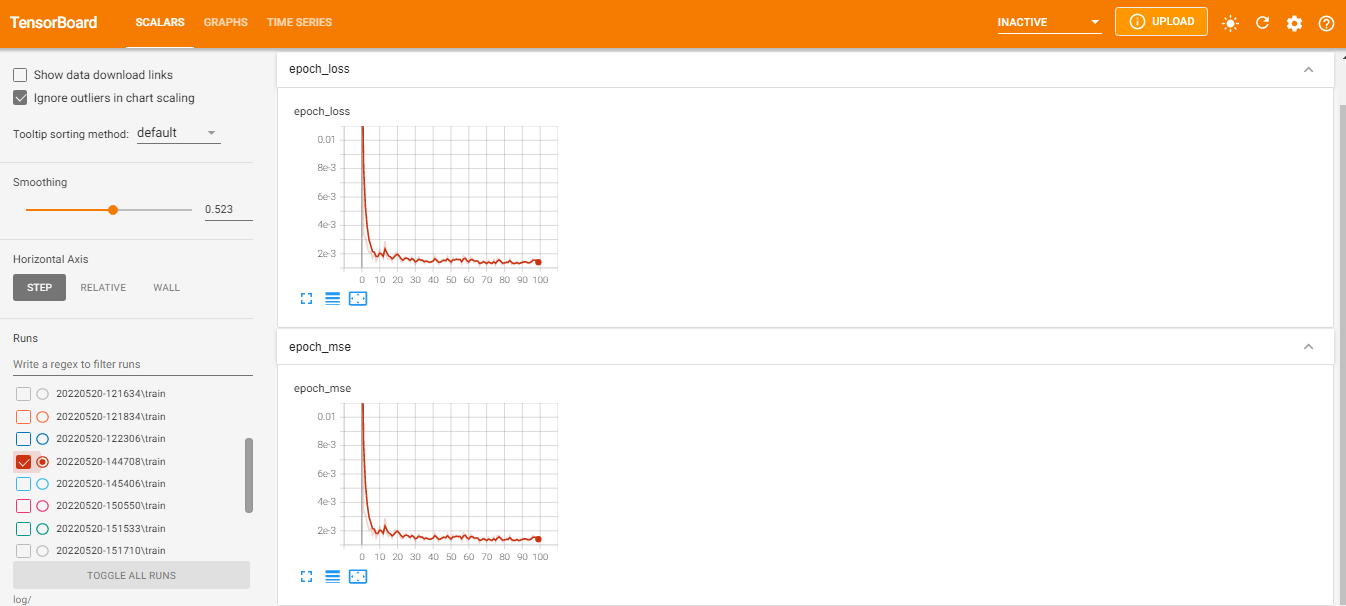 TensorBoard SCALARS GRAPHS TIME SERIES INACTIVE UPLOAD
Show data download links
Ignore outliers in chart scaling
Tooltip sorting method: default
Smoothing
0.523
Horizontal Axis
STEP RELATIVE WALL
Runs
Write a regex to filter runs
20220520-121634\train
20220520-121834\train
20220520-122306\train
20220520-144708\train
20220520-145406\train
20220520-150550\train
20220520-151533\train
20220520-151710\train
TOGGLE ALL RUNS
log/
epoch_loss
epoch_loss
0.01
8e-3
6e-3
4e-3
2e-3
0 10 20 30 40 50 60 70 80 90 100
epoch_mse
epoch_mse
0.01
8e-3
6e-3
4e-3
2e-3
0 10 20 30 40 50 60 70 80 90 100